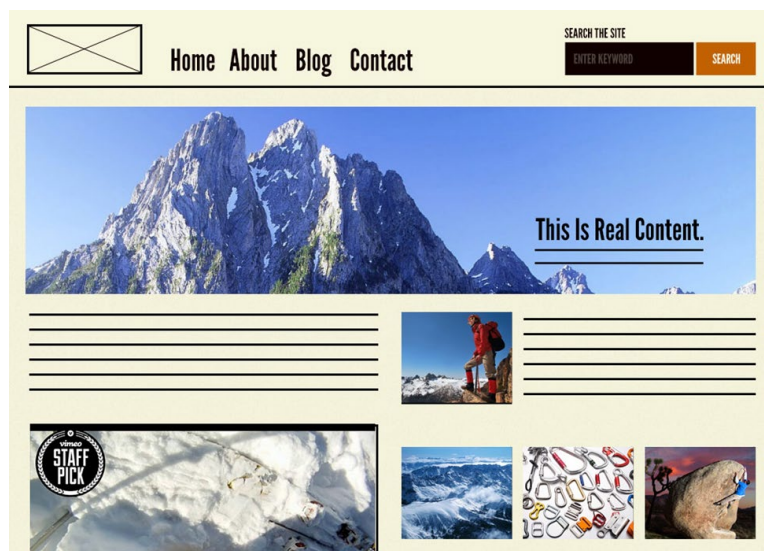 SEARCH THE SITE
Home About Blog Contact
ENTER KEYWORD
SEARCH
This Is Real Content.
vimeo
STAFF
PICK